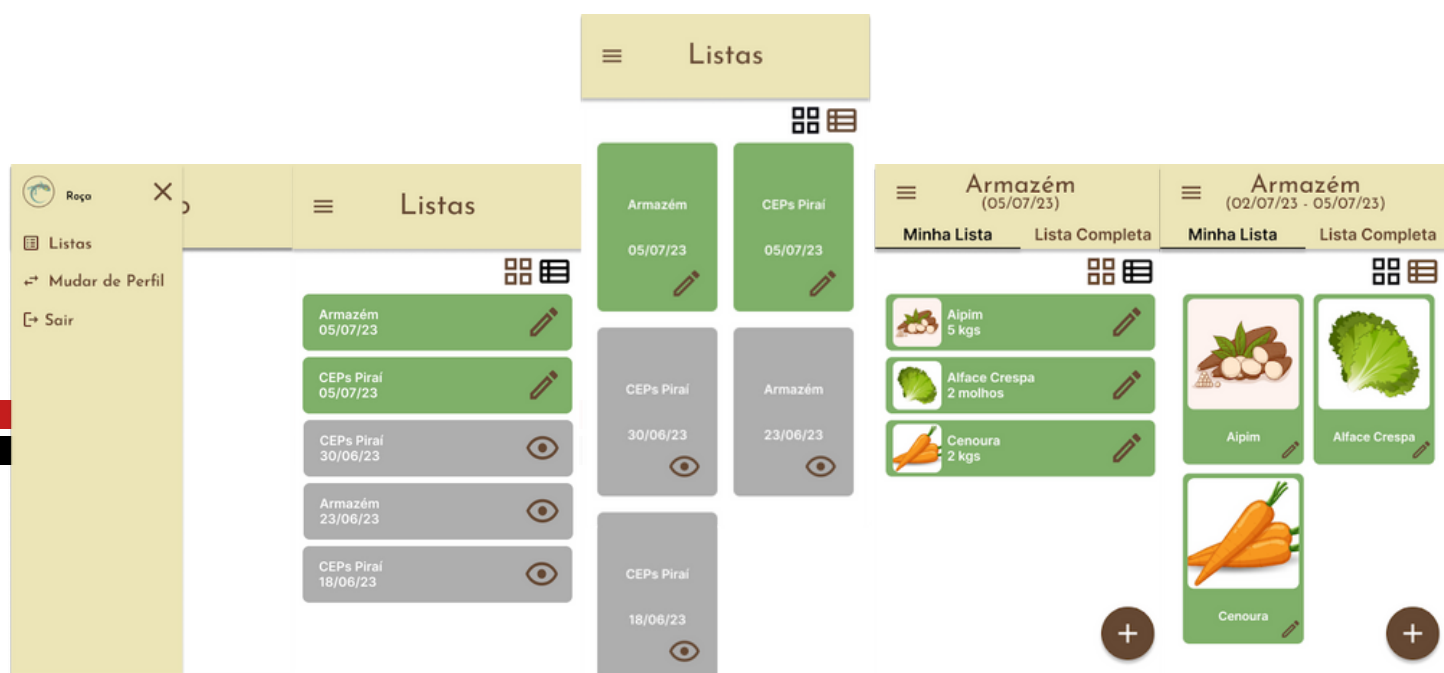 Roça
Listas
Mudar de Perfil
Sair
Listas
Armazém
05/07/23
CEPs Piraí
05/07/23
CEPs Piraí
30/06/23
Armazém
23/06/23
CEPs Piraí
18/06/23
Listas
Armazém
05/07/23
CEPs Piraí
05/07/23
CEPs Piraí
30/06/23
Armazém
23/06/23
CEPs Piraí
18/06/23
Armazém
(05/07/23)
Minha Lista Lista Completa
Aipim
5 kgs
Alface Crespa
2 molhos
Cenoura
2 kgs
Armazém
(02/07/23 - 05/07/23)
Minha Lista Lista Completa
Aipim
Alface Crespa
Cenoura